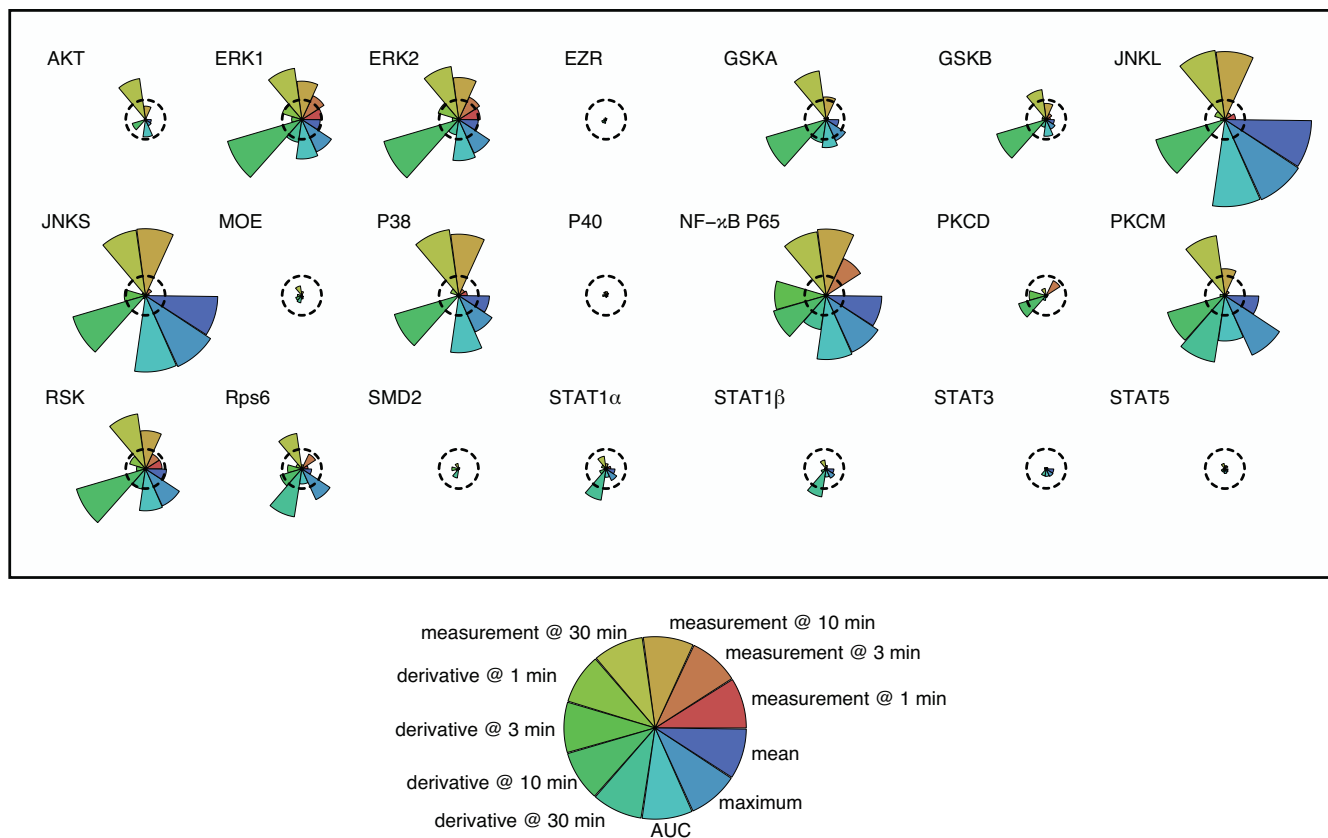 AKT ERK1 ERK2 EZR GSKA GSKB JNKL
JNKS MOE P38 P40 NF−κB P65 PKCD PKCM
RSK Rps6 SMD2 STAT1α STAT1β STAT3 STAT5
measurement @ 10 min
measurement @ 30 min
measurement @ 3 min
derivative @ 1 min
measurement @ 1 min
derivative @ 3 min
mean
derivative @ 10 min
maximum
derivative @ 30 min
AUC